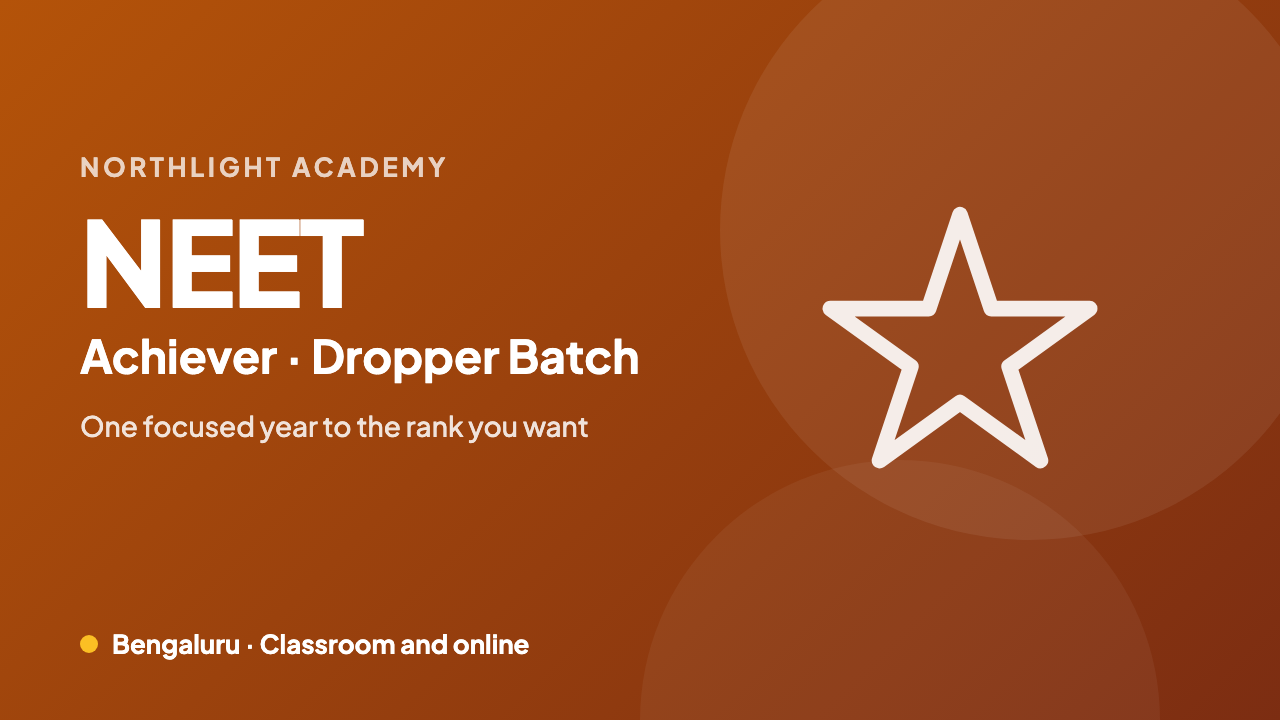 NORTHLIGHT ACADEMY
NEET
Achiever · Dropper Batch
One focused year to the rank you want
Bengaluru · Classroom and online